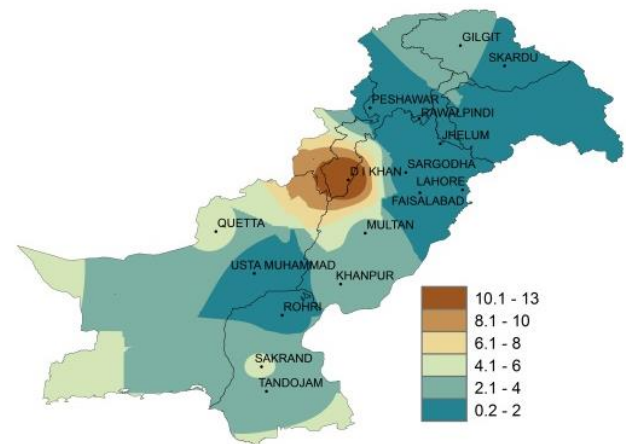 GILGIT
SKARDU
PESHAWAR
RAWALPINDI
JHELUM
D I KHAN
SARGODHA
LAHORE
FAISALABAD
QUETTA
MULTAN
USTA MUHAMMAD
KHANPUR
ROHRI
SAKRAND
TANDOJAM
10.1 - 13
8.1 - 10
6.1 - 8
4.1 - 6
2.1 - 4
0.2 - 2